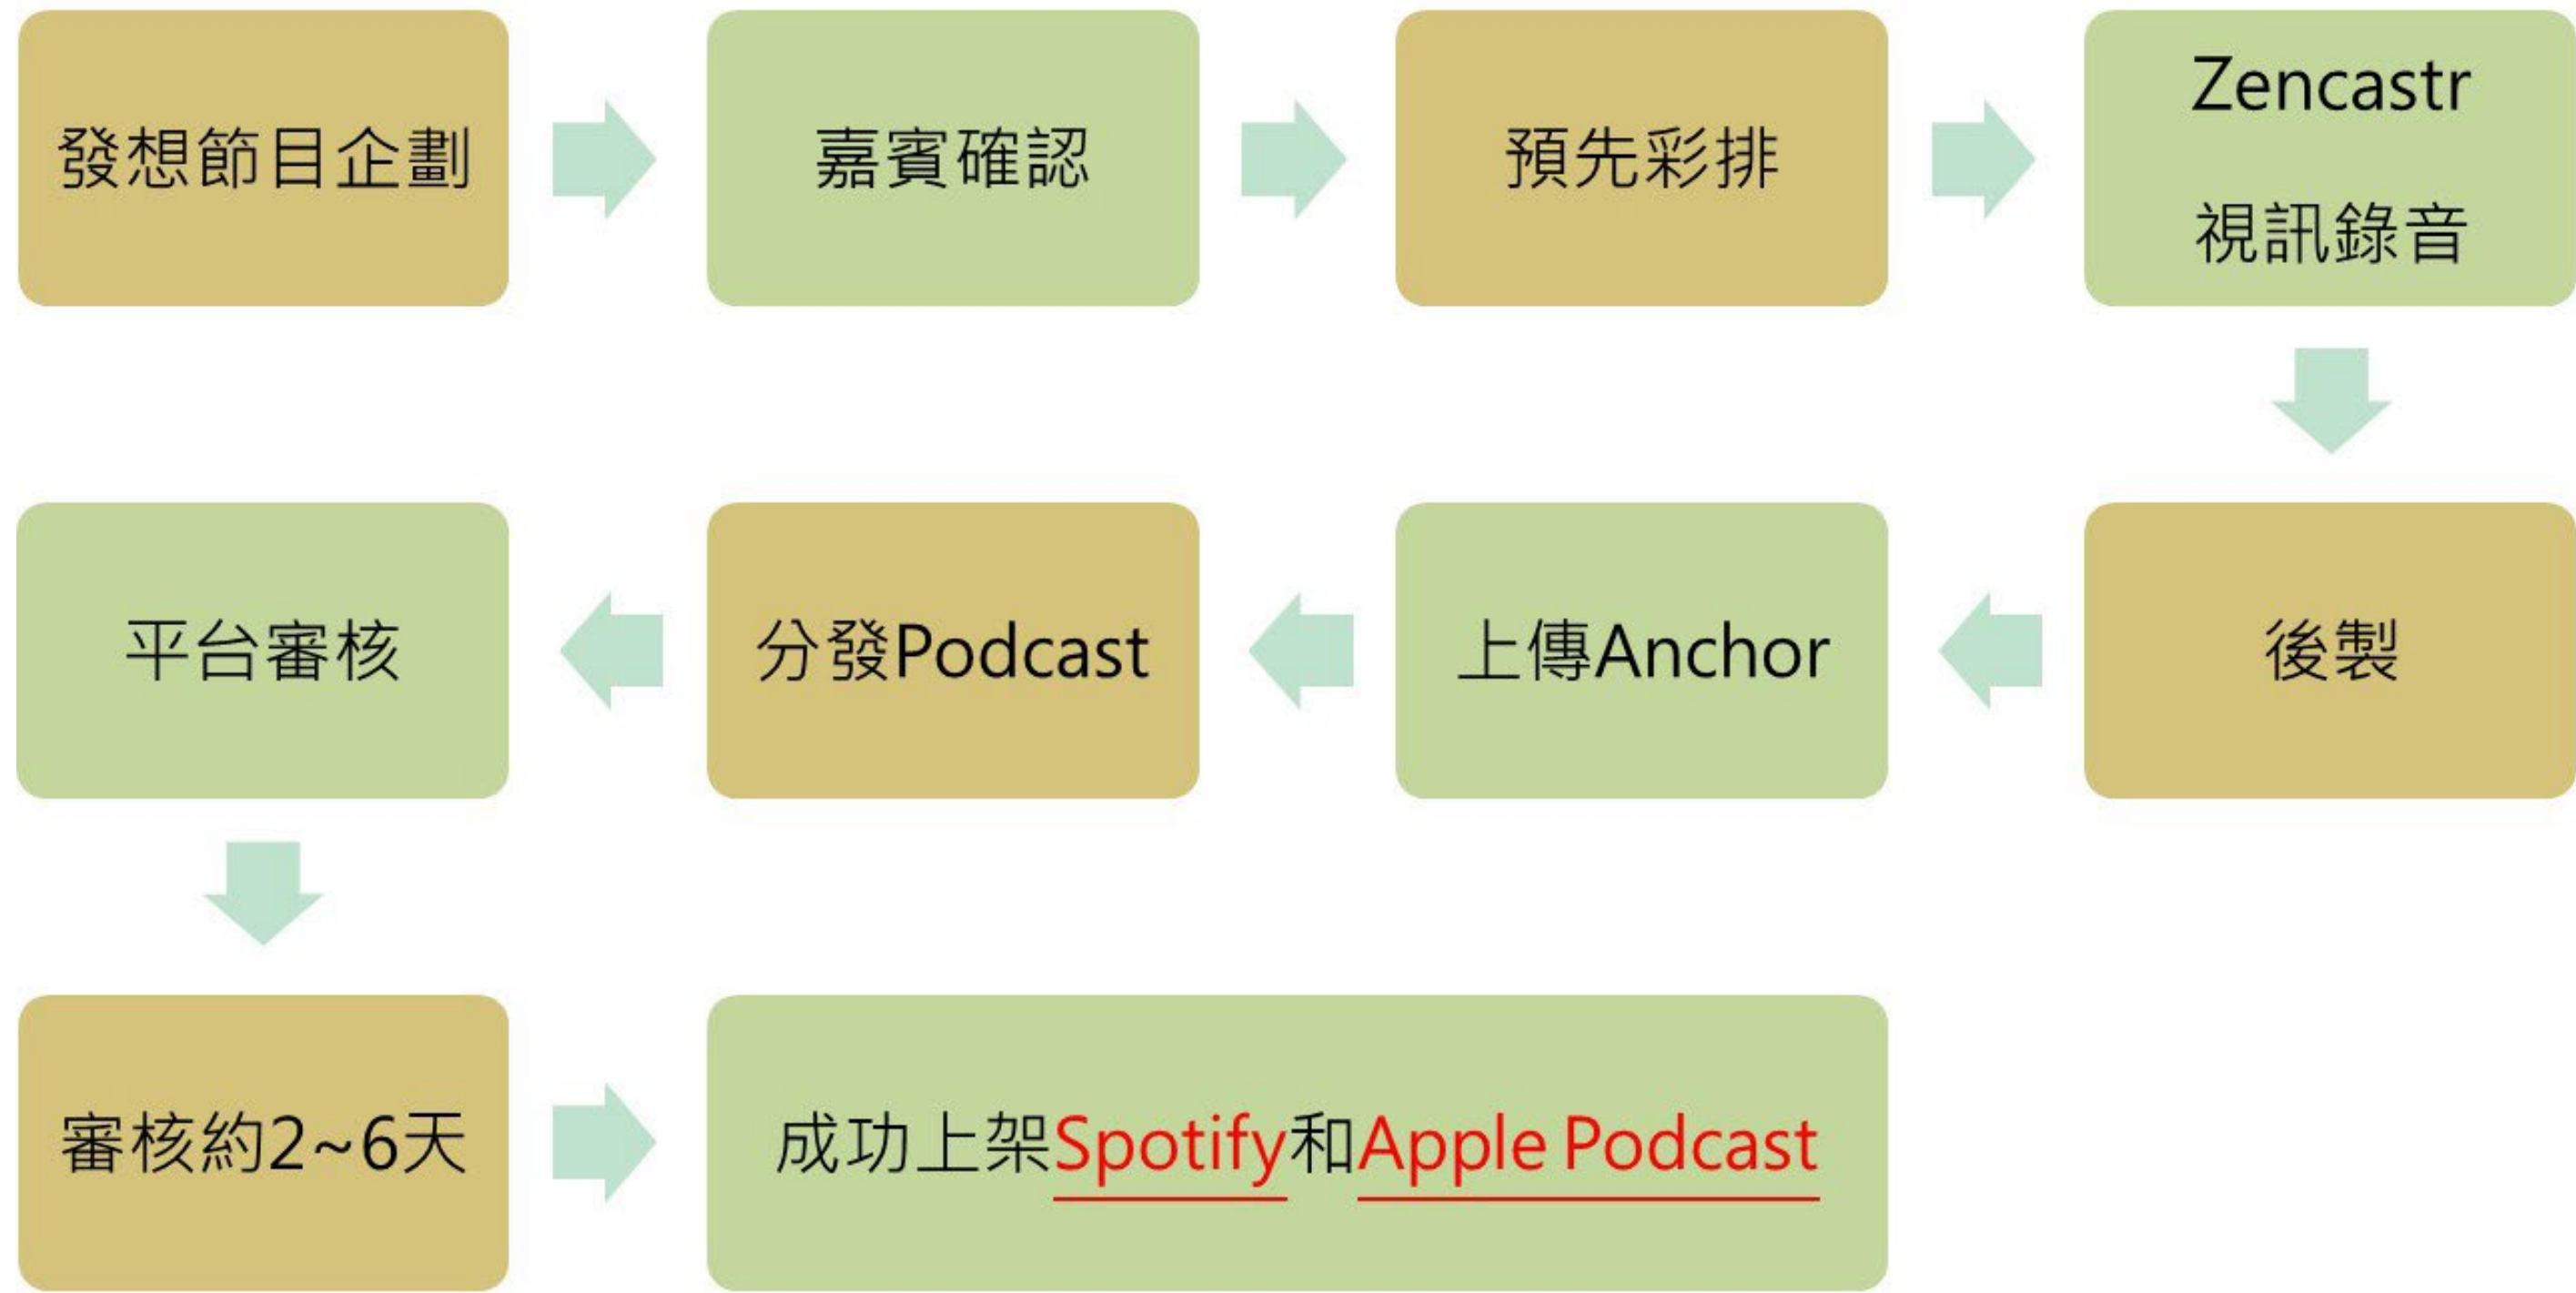 發想節目企劃
嘉賓確認
預先彩排
Zencastr
視訊錄音
後製
上傳Anchor
分發Podcast
平台審核
審核約2~6天
成功上架Spotify和Apple Podcast